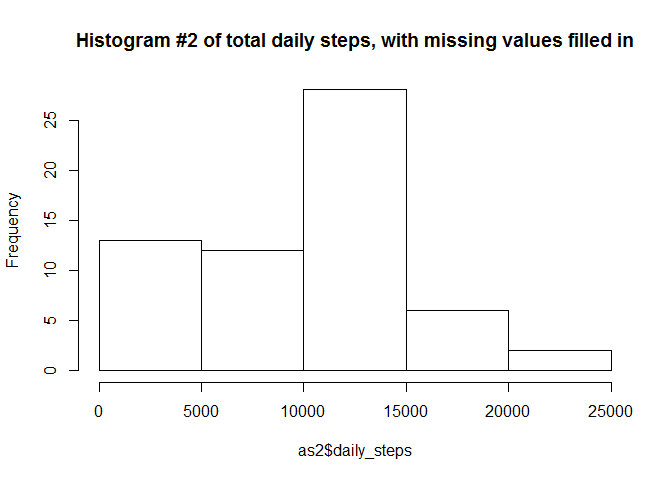 Histogram #2 of total daily steps, with missing values filled in
Frequency
25
20
15
10
5
0
0 5000 10000 15000 20000 25000
as2$daily_steps